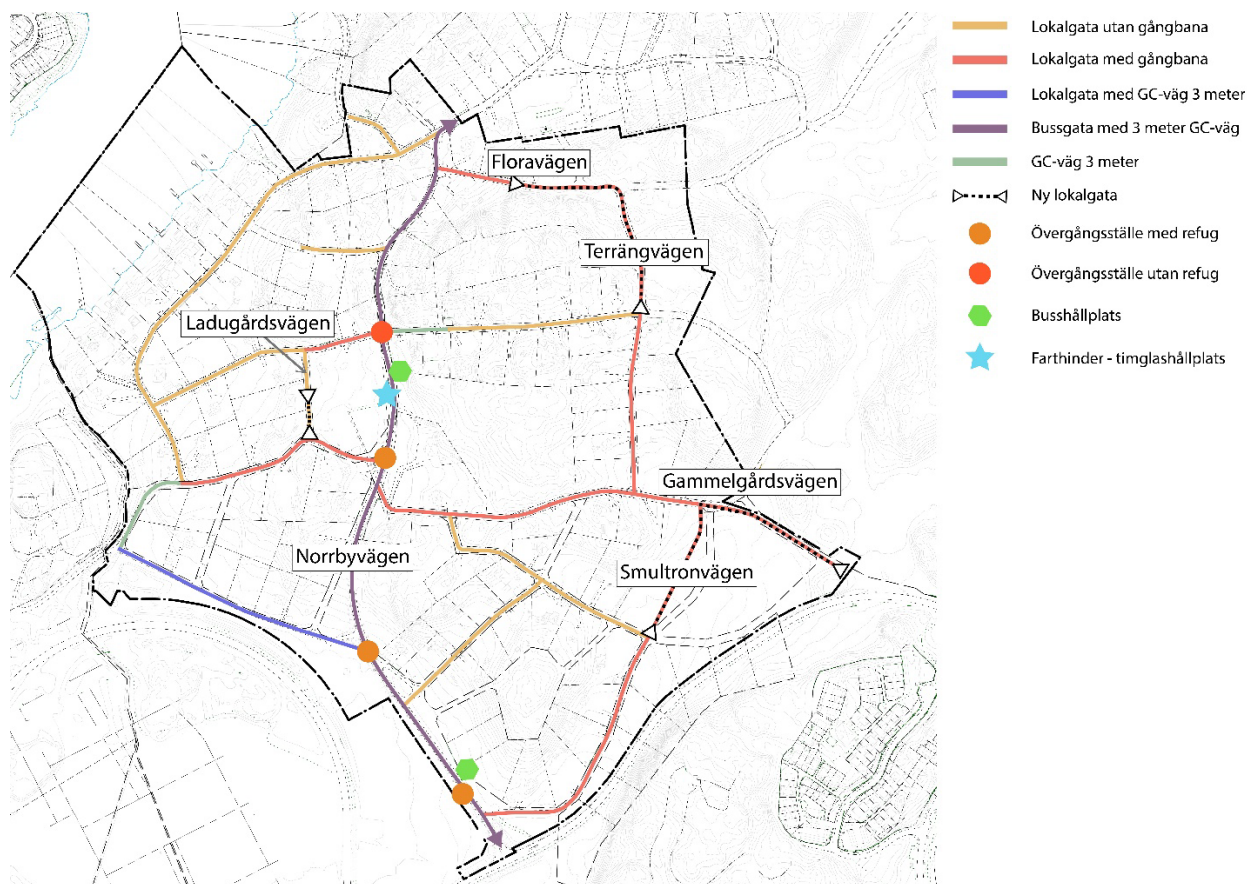 Floravägen
Terrängvägen
Ladugårdsvägen
Gammelgårdsvägen
Norrbyvägen
Smultronvägen
Lokalgata utan gångbana
Lokalgata med gångbana
Lokalgata med GC-väg 3 meter
Bussgata med 3 meter GC-väg
GC-väg 3 meter
Ny lokalgata
Övergångsställe med refug
Övergångsställe utan refug
Busshållplats
Farthinder - timglashållplats